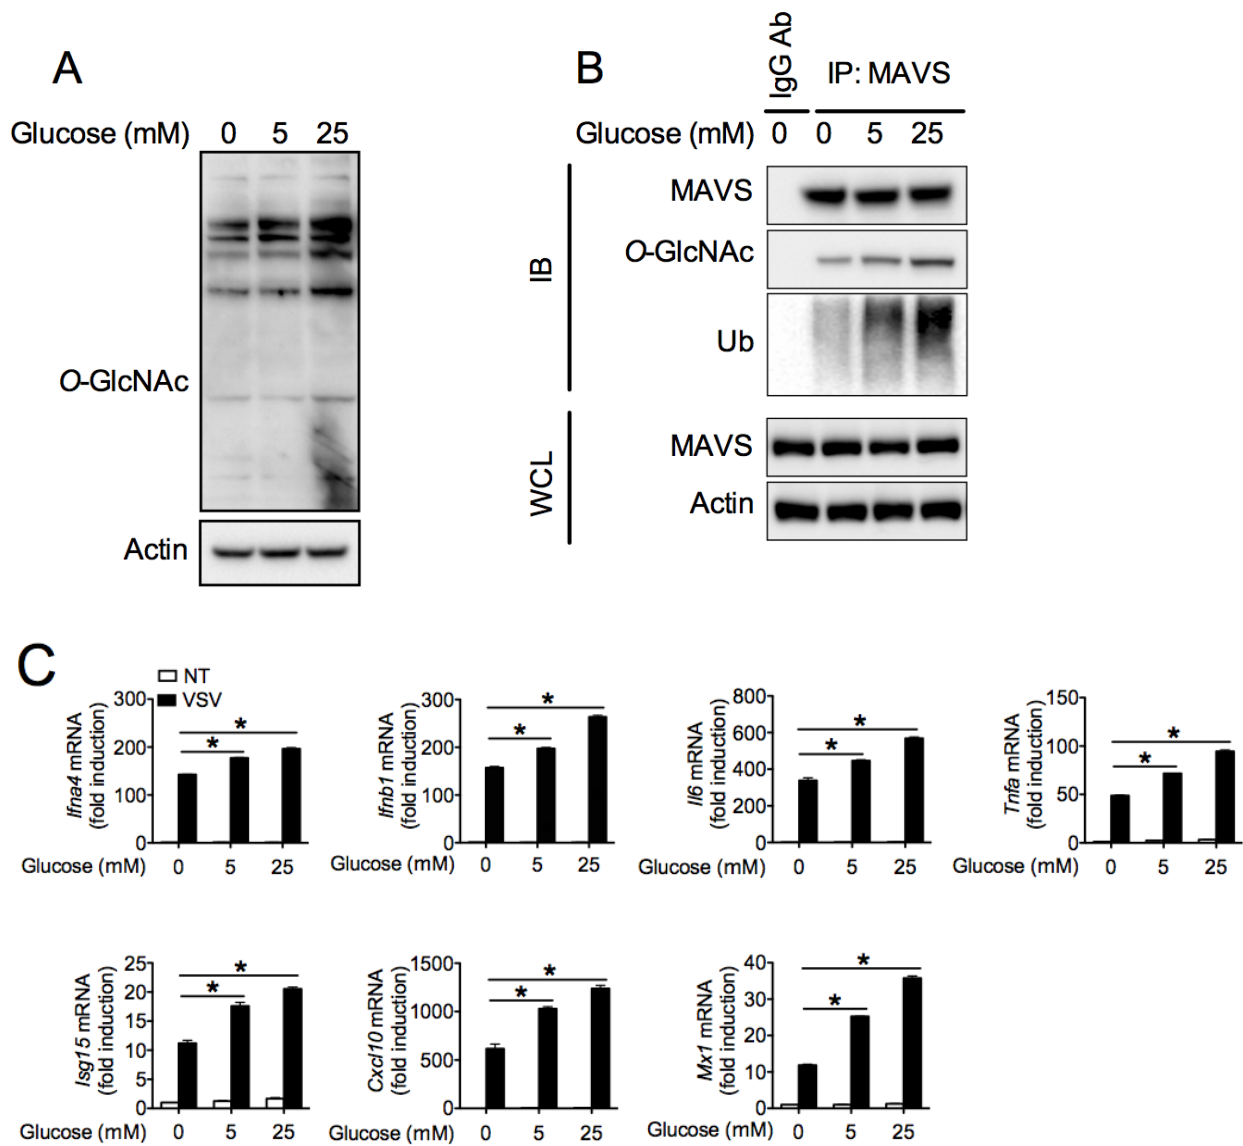 A
Glucose (mM) 0 5 25
O-GlcNAc
Actin
B
IgG Ab
IP: MAVS
Glucose (mM) 0 0 5 25
IB
MAVS
O-GlcNAc
Ub
WCL
MAVS
Actin
C
NT
VSV
Ifna4 mRNA
(fold induction)
300
200
100
0
* *
Glucose (mM) 0 5 25
Ifnb1 mRNA
(fold induction)
300
200
100
0
* *
Glucose (mM) 0 5 25
Il6 mRNA
(fold induction)
800
600
400
200
0
* *
Glucose (mM) 0 5 25
Tnfa mRNA
(fold induction)
150
100
50
0
* *
Glucose (mM) 0 5 25
Isg15 mRNA
(fold induction)
25
20
15
10
5
0
* *
Glucose (mM) 0 5 25
Cxcl10 mRNA
(fold induction)
1500
1000
500
0
* *
Glucose (mM) 0 5 25
Mx1 mRNA
(fold induction)
40
30
20
10
0
* *
Glucose (mM) 0 5 25